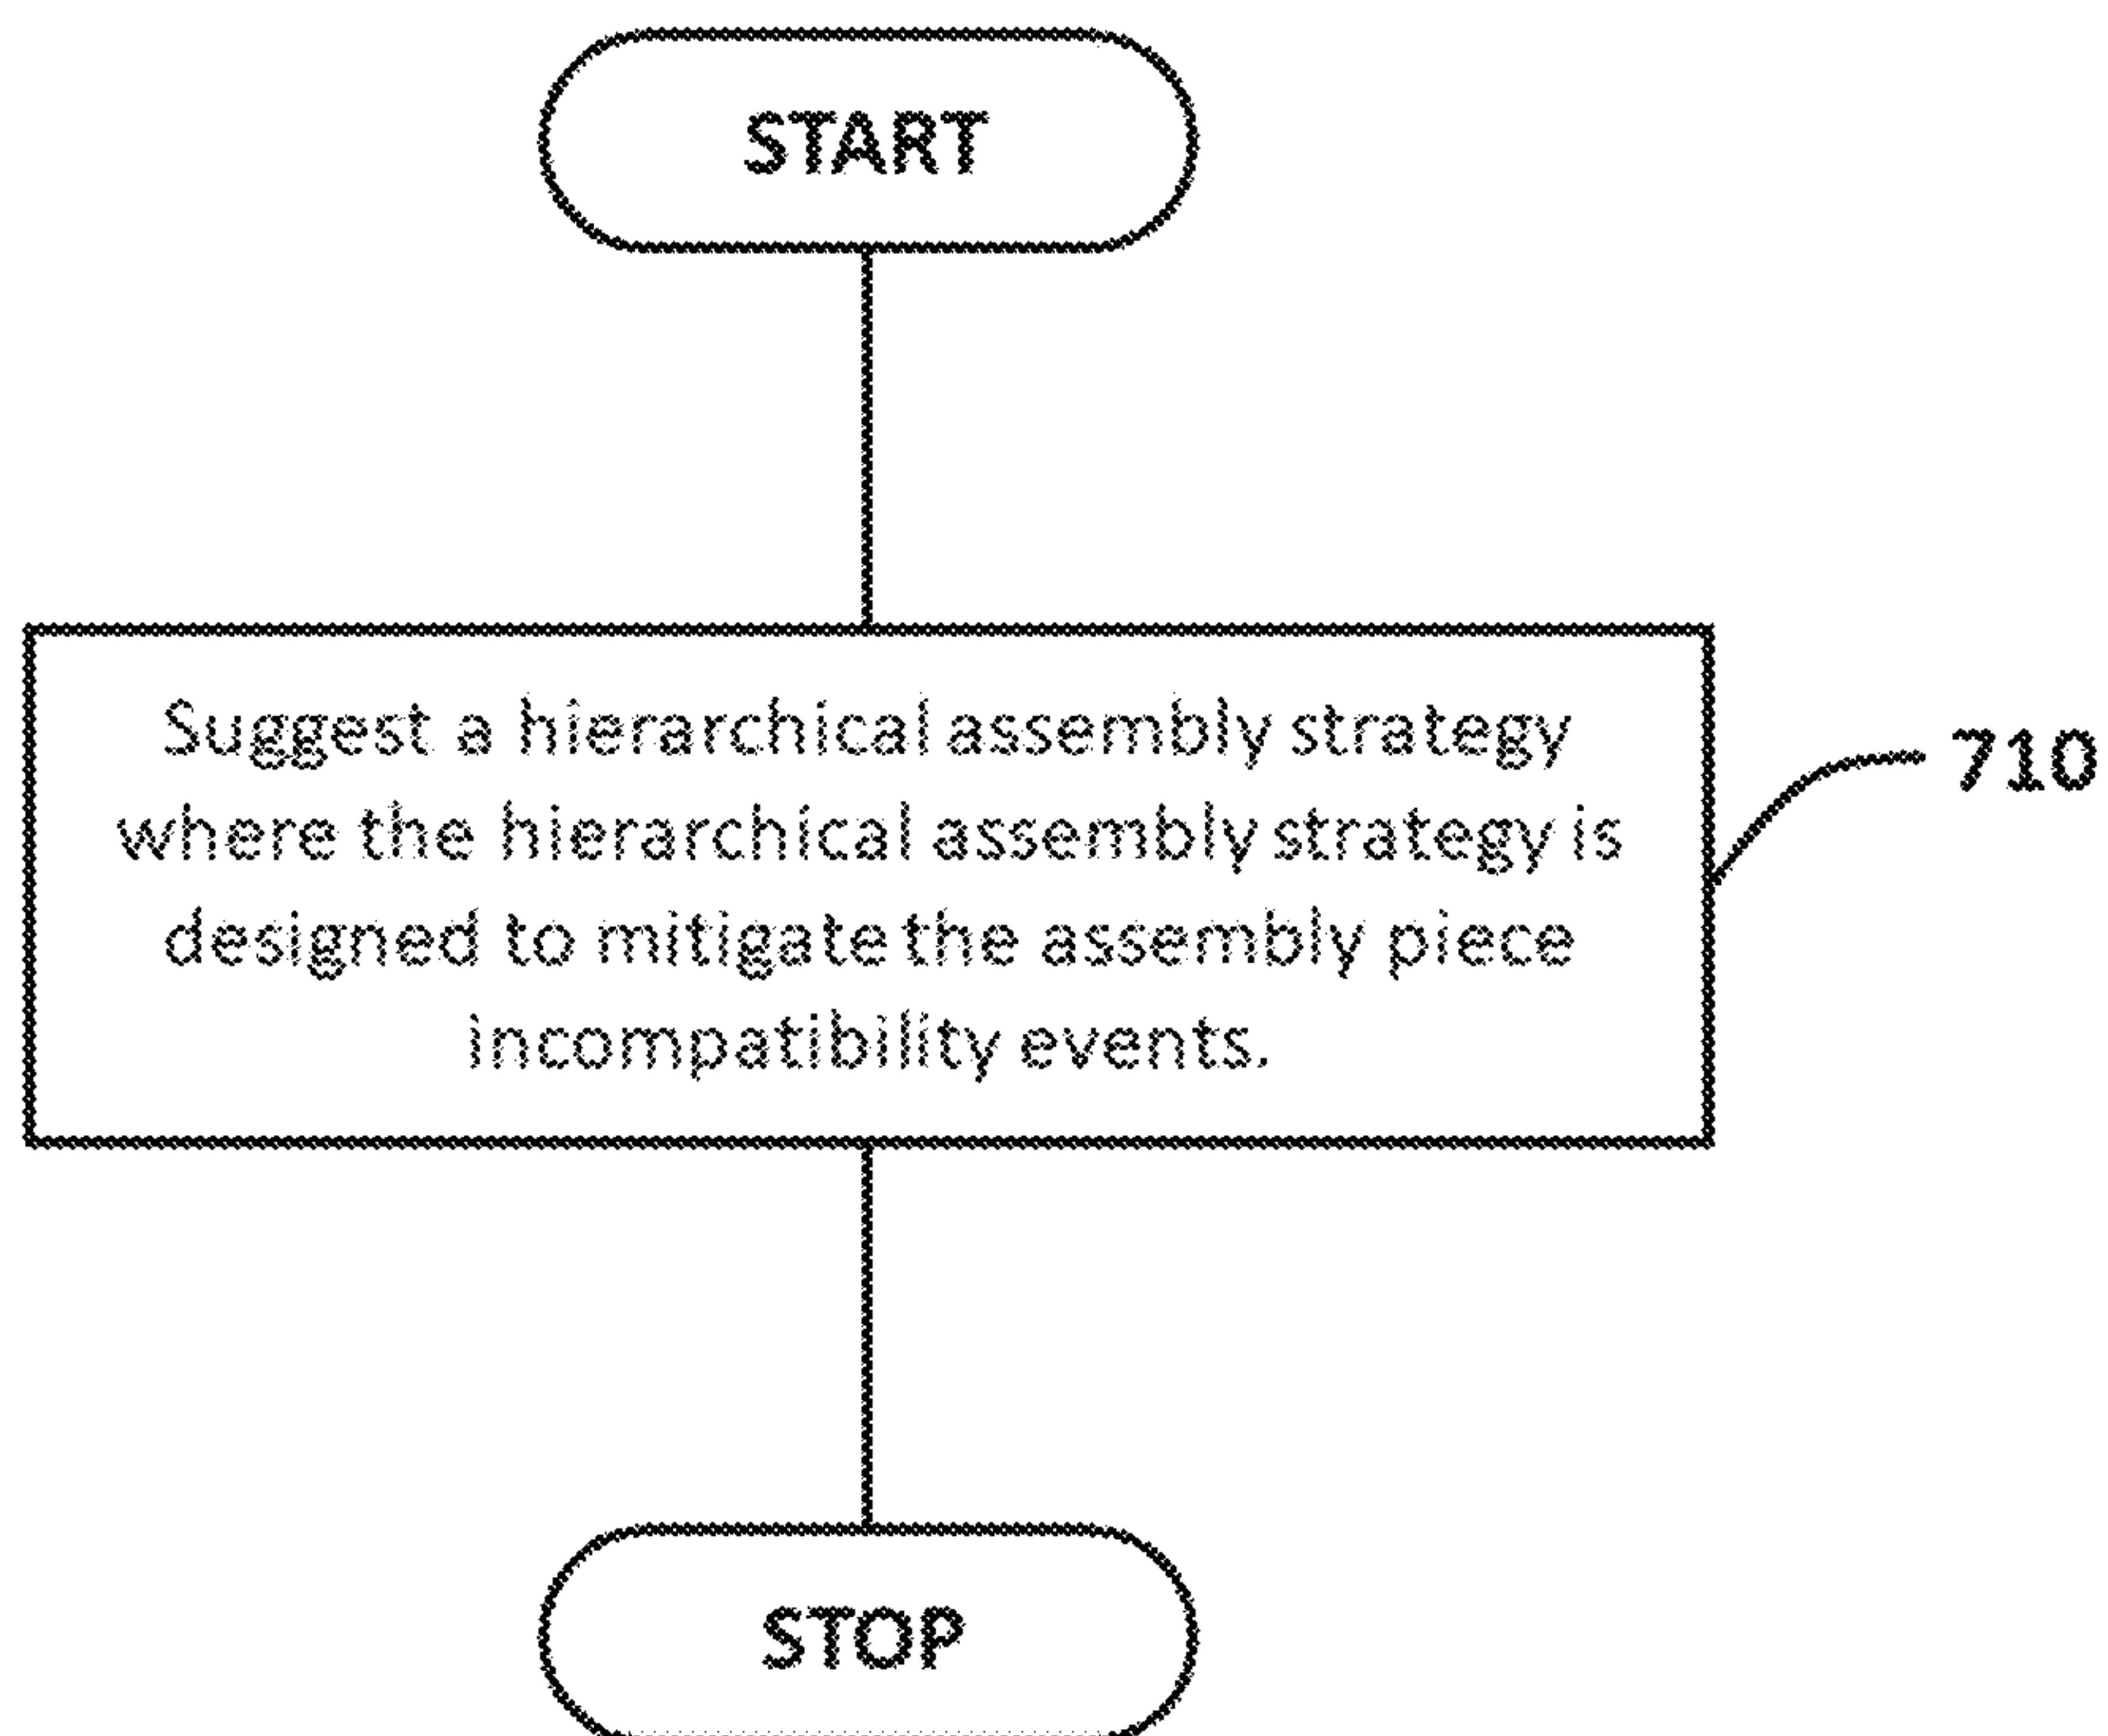 START
Suggest a hierarchical assembly strategy
where the hierarchical assembly strategy is
designed to mitigate the assembly piece
incompatibility events.
710
STOP